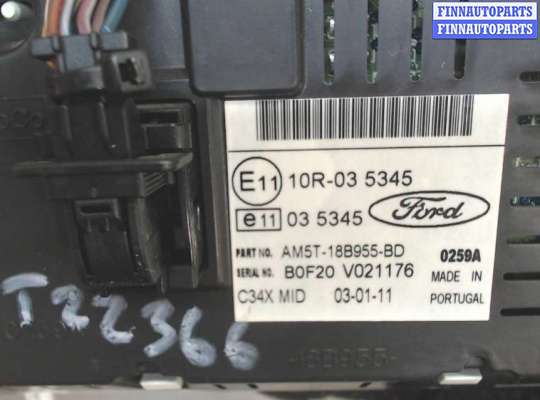 FINNAUTOPARTS
FINNAUTOPARTS
E11 10R-03 5345
e11 03 5345 Ford
PART NO. AM5T-18B955-BD 0259A
SERIAL NO. B0F20 V021176 MADE IN
C34X MID 03-01-11 PORTUGAL
T22366
-18B955-